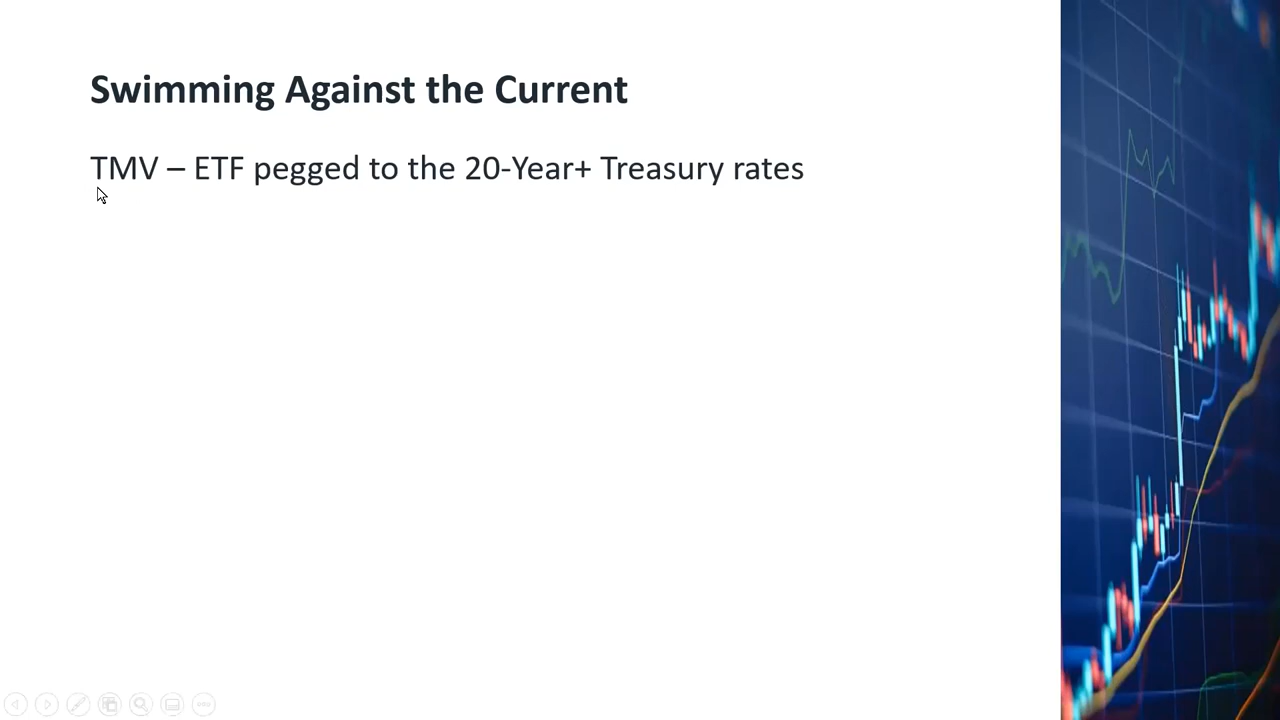 Swimming Against the Current
TMV – ETF pegged to the 20-Year+ Treasury rates